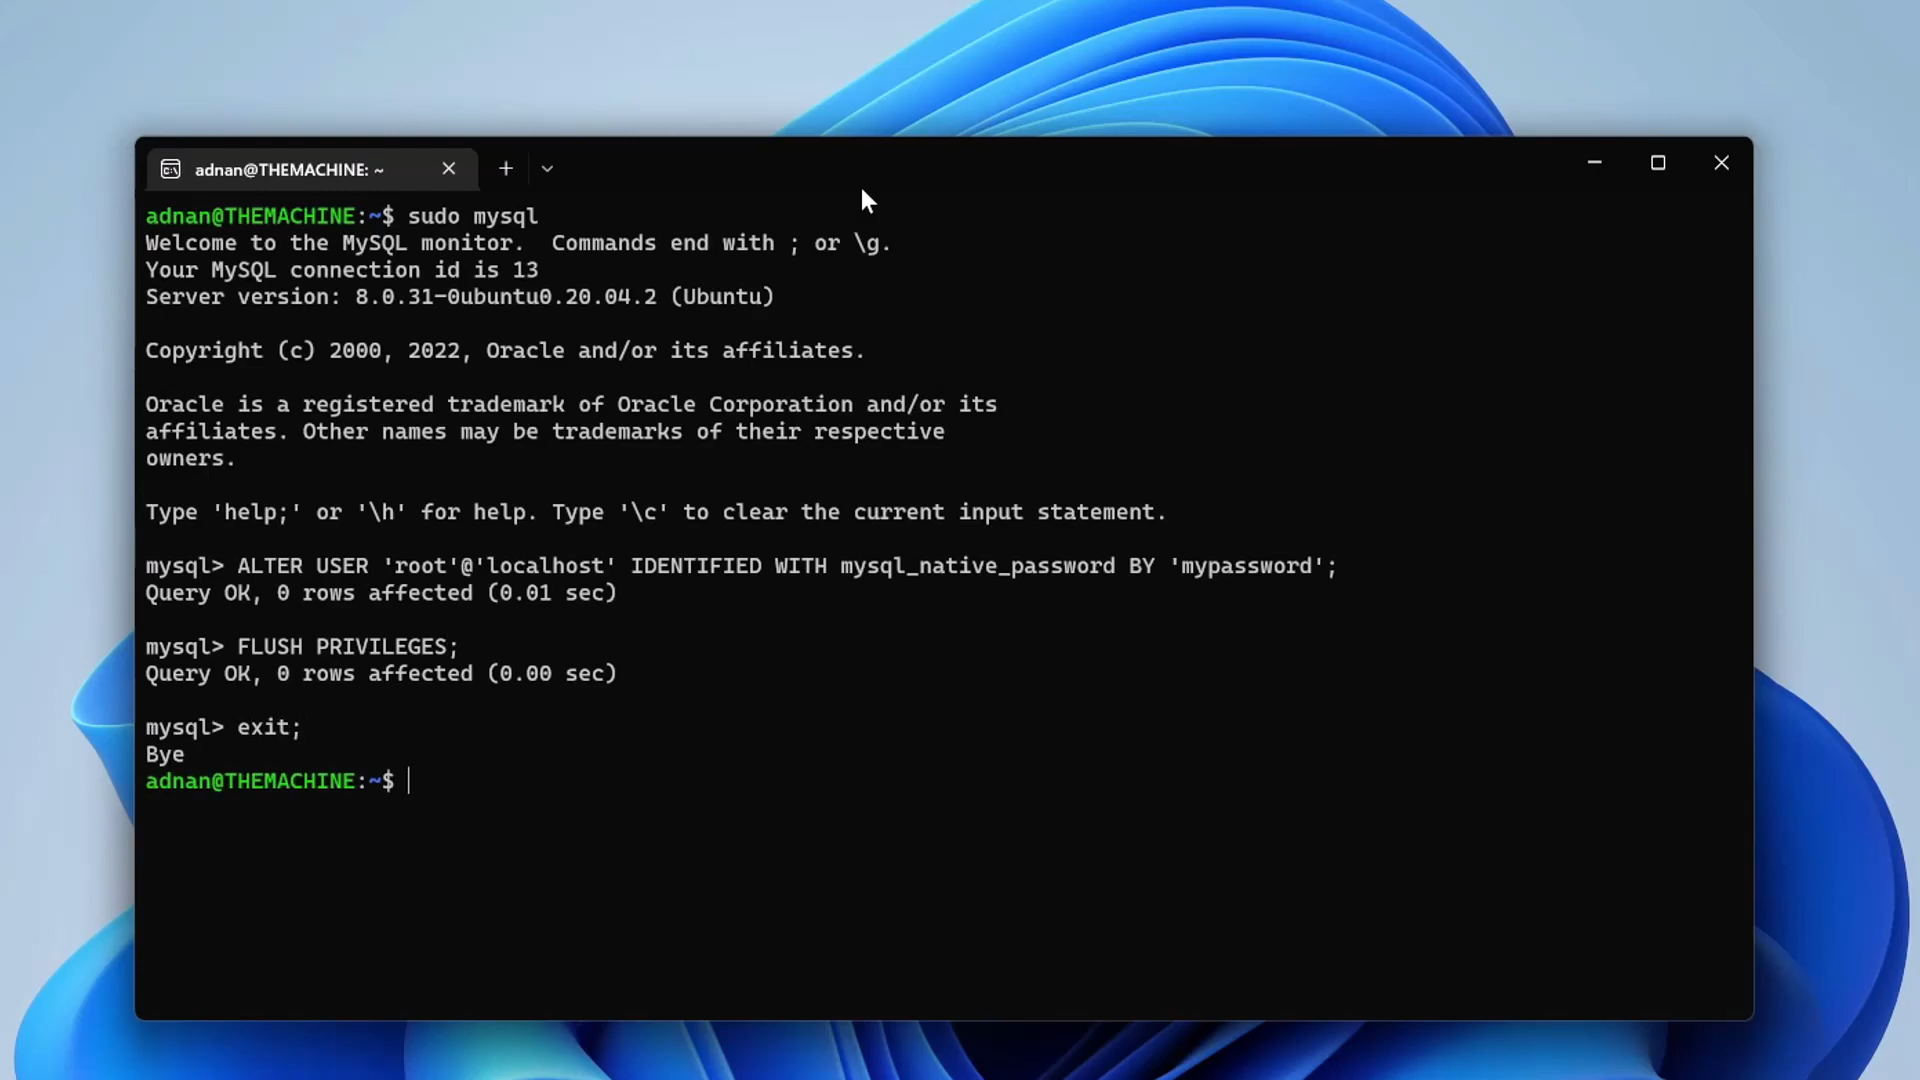 adnan@THEMACHINE: ~
adnan@THEMACHINE:~$ sudo mysql
Welcome to the MySQL monitor.  Commands end with ; or \g.
Your MySQL connection id is 13
Server version: 8.0.31-0ubuntu0.20.04.2 (Ubuntu)
Copyright (c) 2000, 2022, Oracle and/or its affiliates.
Oracle is a registered trademark of Oracle Corporation and/or its
affiliates. Other names may be trademarks of their respective
owners.
Type 'help;' or '\h' for help. Type '\c' to clear the current input statement.
mysql> ALTER USER 'root'@'localhost' IDENTIFIED WITH mysql_native_password BY 'mypassword';
Query OK, 0 rows affected (0.01 sec)
mysql> FLUSH PRIVILEGES;
Query OK, 0 rows affected (0.00 sec)
mysql> exit;
Bye
adnan@THEMACHINE:~$